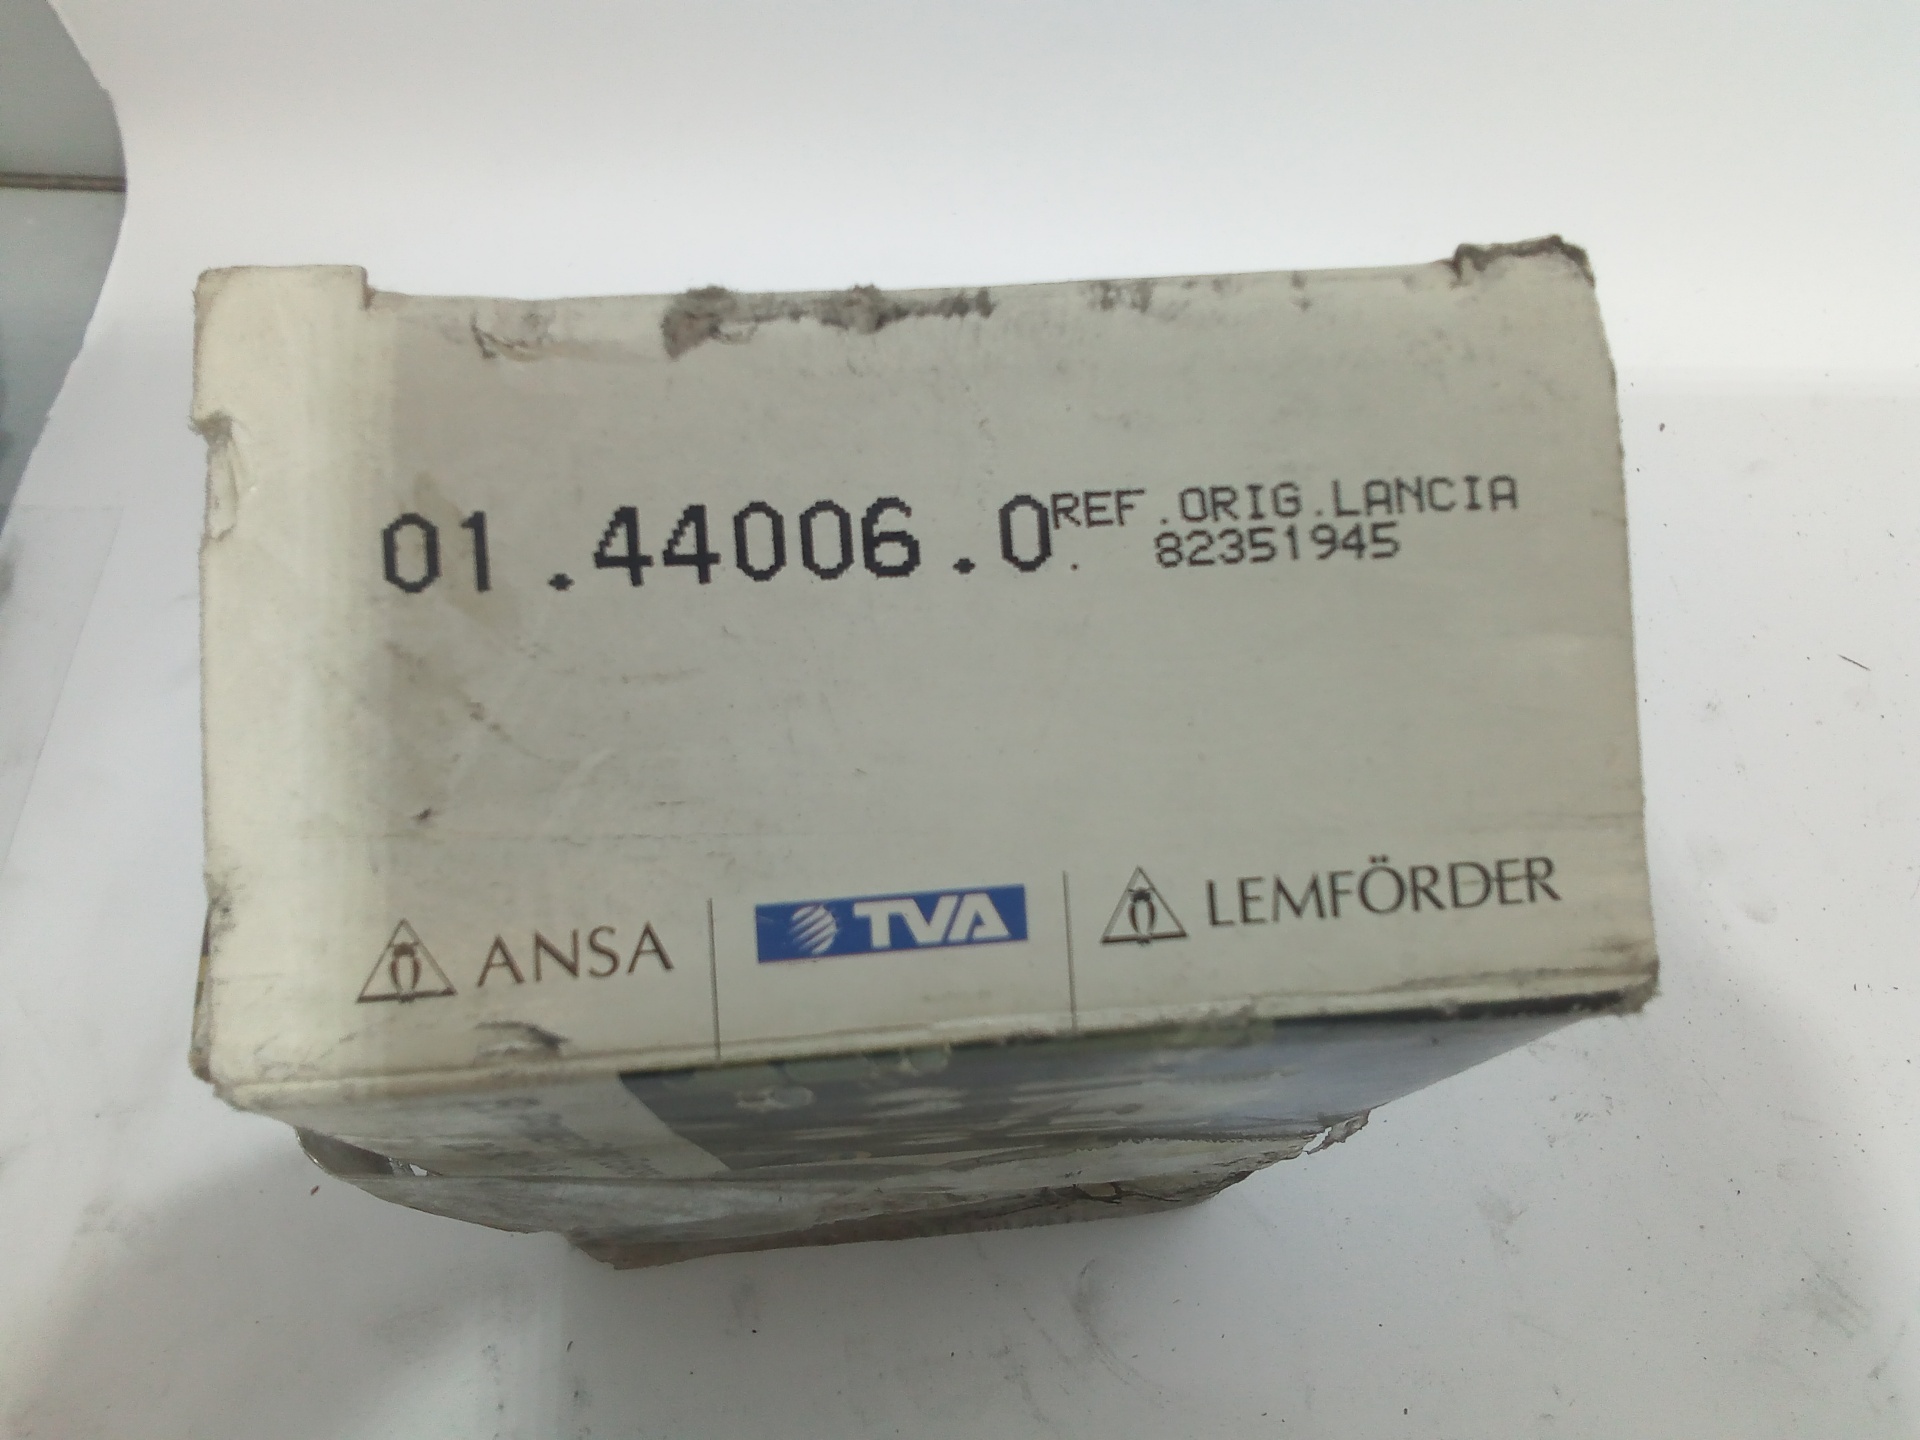 01.44006.0 REF.ORIG.LANCIA
82351945
ANSA TVA LEMFÖRDER